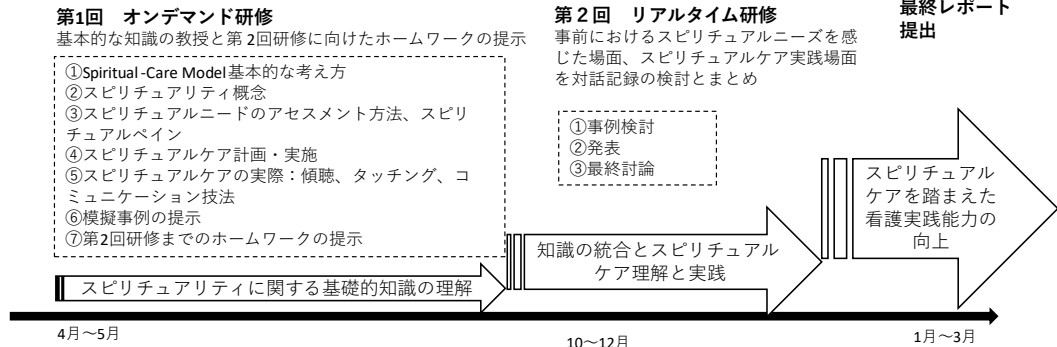 第1回　オンデマンド研修
基本的な知識の教授と第2回研修に向けたホームワークの提示
①Spiritual-Care Model基本的な考え方
②スピリチュアリティ概念
③スピリチュアルニードのアセスメント方法、スピリ
チュアルペイン
④スピリチュアルケア計画・実施
⑤スピリチュアルケアの実際：傾聴、タッチング、コ
ミュニケーション技法
⑥模擬事例の提示
⑦第2回研修までのホームワークの提示
スピリチュアリティに関する基礎的知識の理解
4月～5月
第２回　リアルタイム研修
事前におけるスピリチュアルニーズを感
じた場面、スピリチュアルケア実践場面
を対話記録の検討とまとめ
①事例検討
②発表
③最終討論
知識の統合とスピリチュアル
ケア理解と実践
10～12月
最終レポート
提出
スピリチュアル
ケアを踏まえた
看護実践能力の
向上
1月～3月